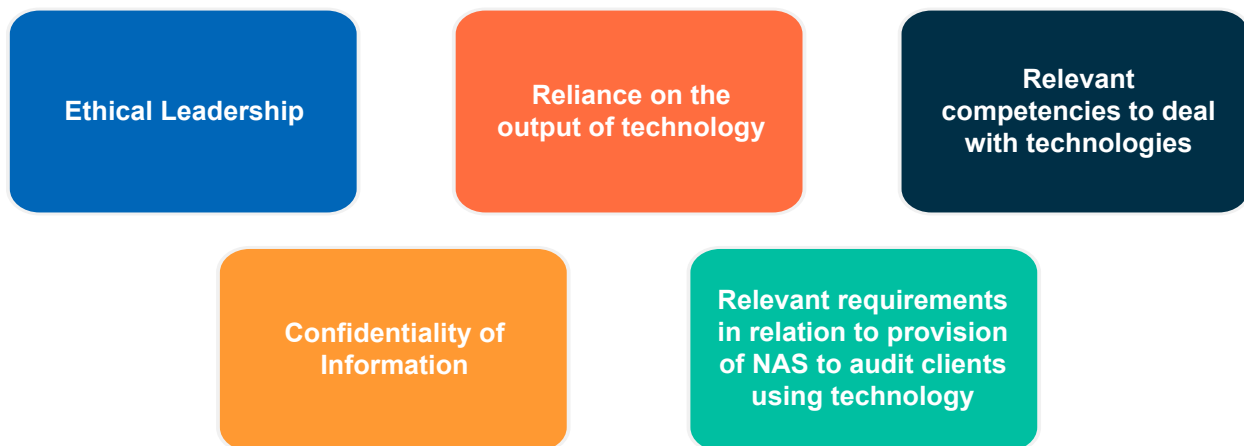 Ethical Leadership
Reliance on the
output of technology
Relevant
competencies to deal
with technologies
Confidentiality of
Information
Relevant requirements
in relation to provision
of NAS to audit clients
using technology